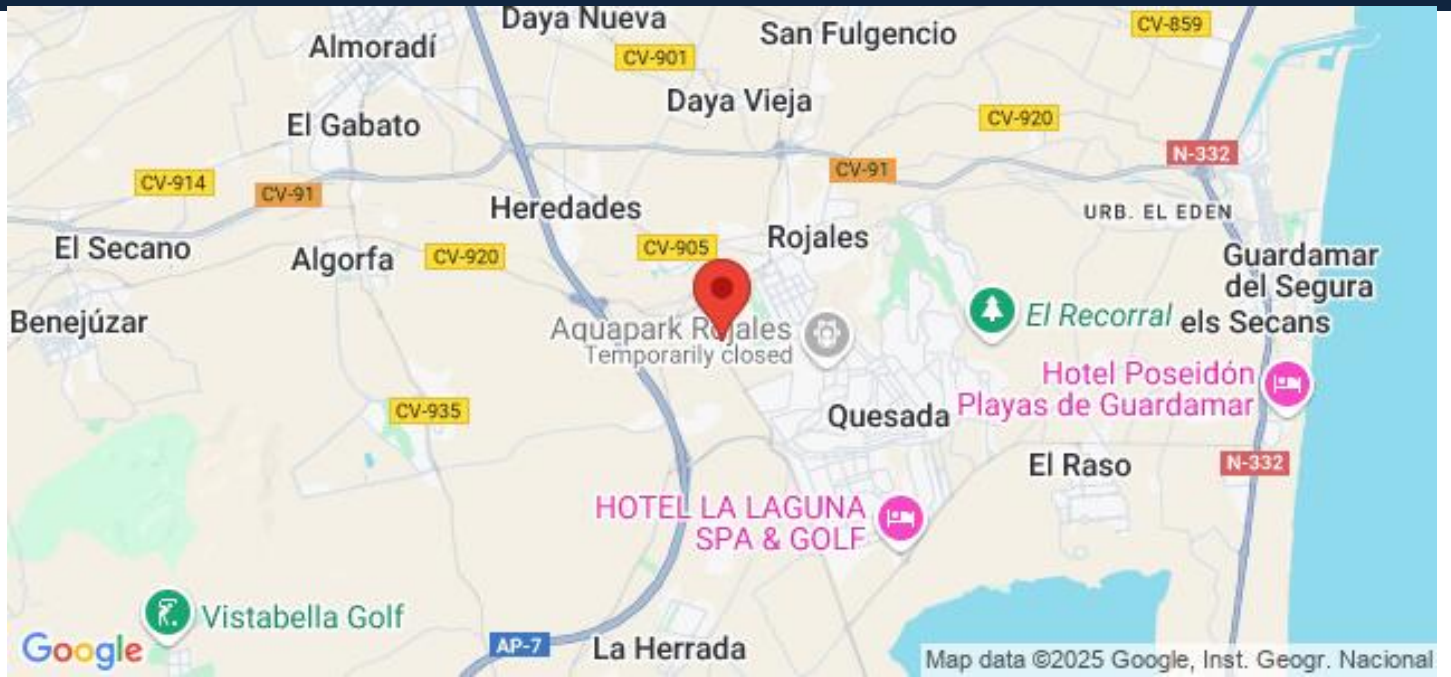 Daya Nueva
Almoradí
San Fulgencio
CV-859
CV-901
Daya Vieja
El Gabato
CV-920
CV-91
N-332
CV-914
CV-91
Heredades
URB. EL EDEN
El Secano
Algorfa
CV-920
CV-905
Rojales
Guardamar
del Segura
Benejúzar
Aquapark Rojales
Temporarily closed
El Recorral
els Secans
Hotel Poseidón
Playas de Guardamar
CV-935
Quesada
El Raso
N-332
HOTEL LA LAGUNA
SPA & GOLF
Vistabella Golf
Google
AP-7
La Herrada
Map data ©2025 Google, Inst. Geogr. Nacional